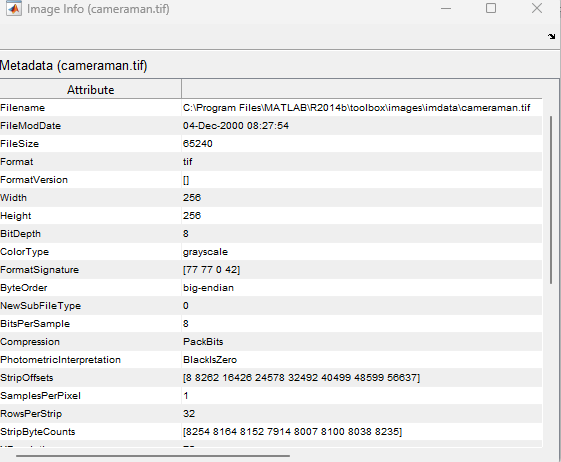 Image Info (cameraman.tif)
Metadata (cameraman.tif)
Attribute
Filename C:\Program Files\MATLAB\R2014b\toolbox\images\imdata\cameraman.tif
FileModDate 04-Dec-2000 08:27:54
FileSize 65240
Format tif
FormatVersion []
Width 256
Height 256
BitDepth 8
ColorType grayscale
FormatSignature [77 77 0 42]
ByteOrder big-endian
NewSubFileType 0
BitsPerSample 8
Compression PackBits
PhotometricInterpretation BlackIsZero
StripOffsets [8 8262 16426 24578 32492 40499 48599 56637]
SamplesPerPixel 1
RowsPerStrip 32
StripByteCounts [8254 8164 8152 7914 8007 8100 8038 8235]